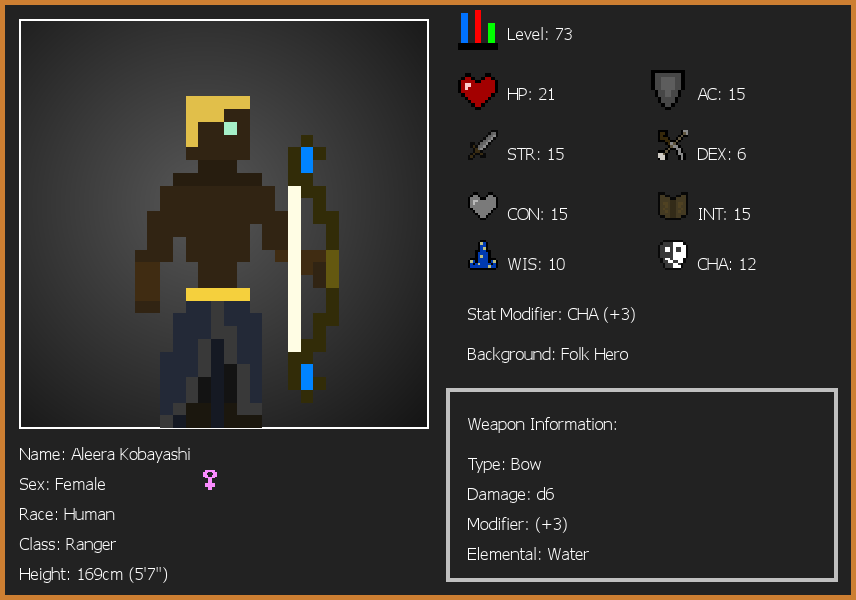 Level: 73
HP: 21
AC: 15
STR: 15
DEX: 6
CON: 15
INT: 15
WIS: 10
CHA: 12
Stat Modifier: CHA (+3)
Background: Folk Hero
Weapon Information:
Type: Bow
Damage: d6
Modifier: (+3)
Elemental: Water
Name: Aleera Kobayashi
Sex: Female
Race: Human
Class: Ranger
Height: 169cm (5'7")